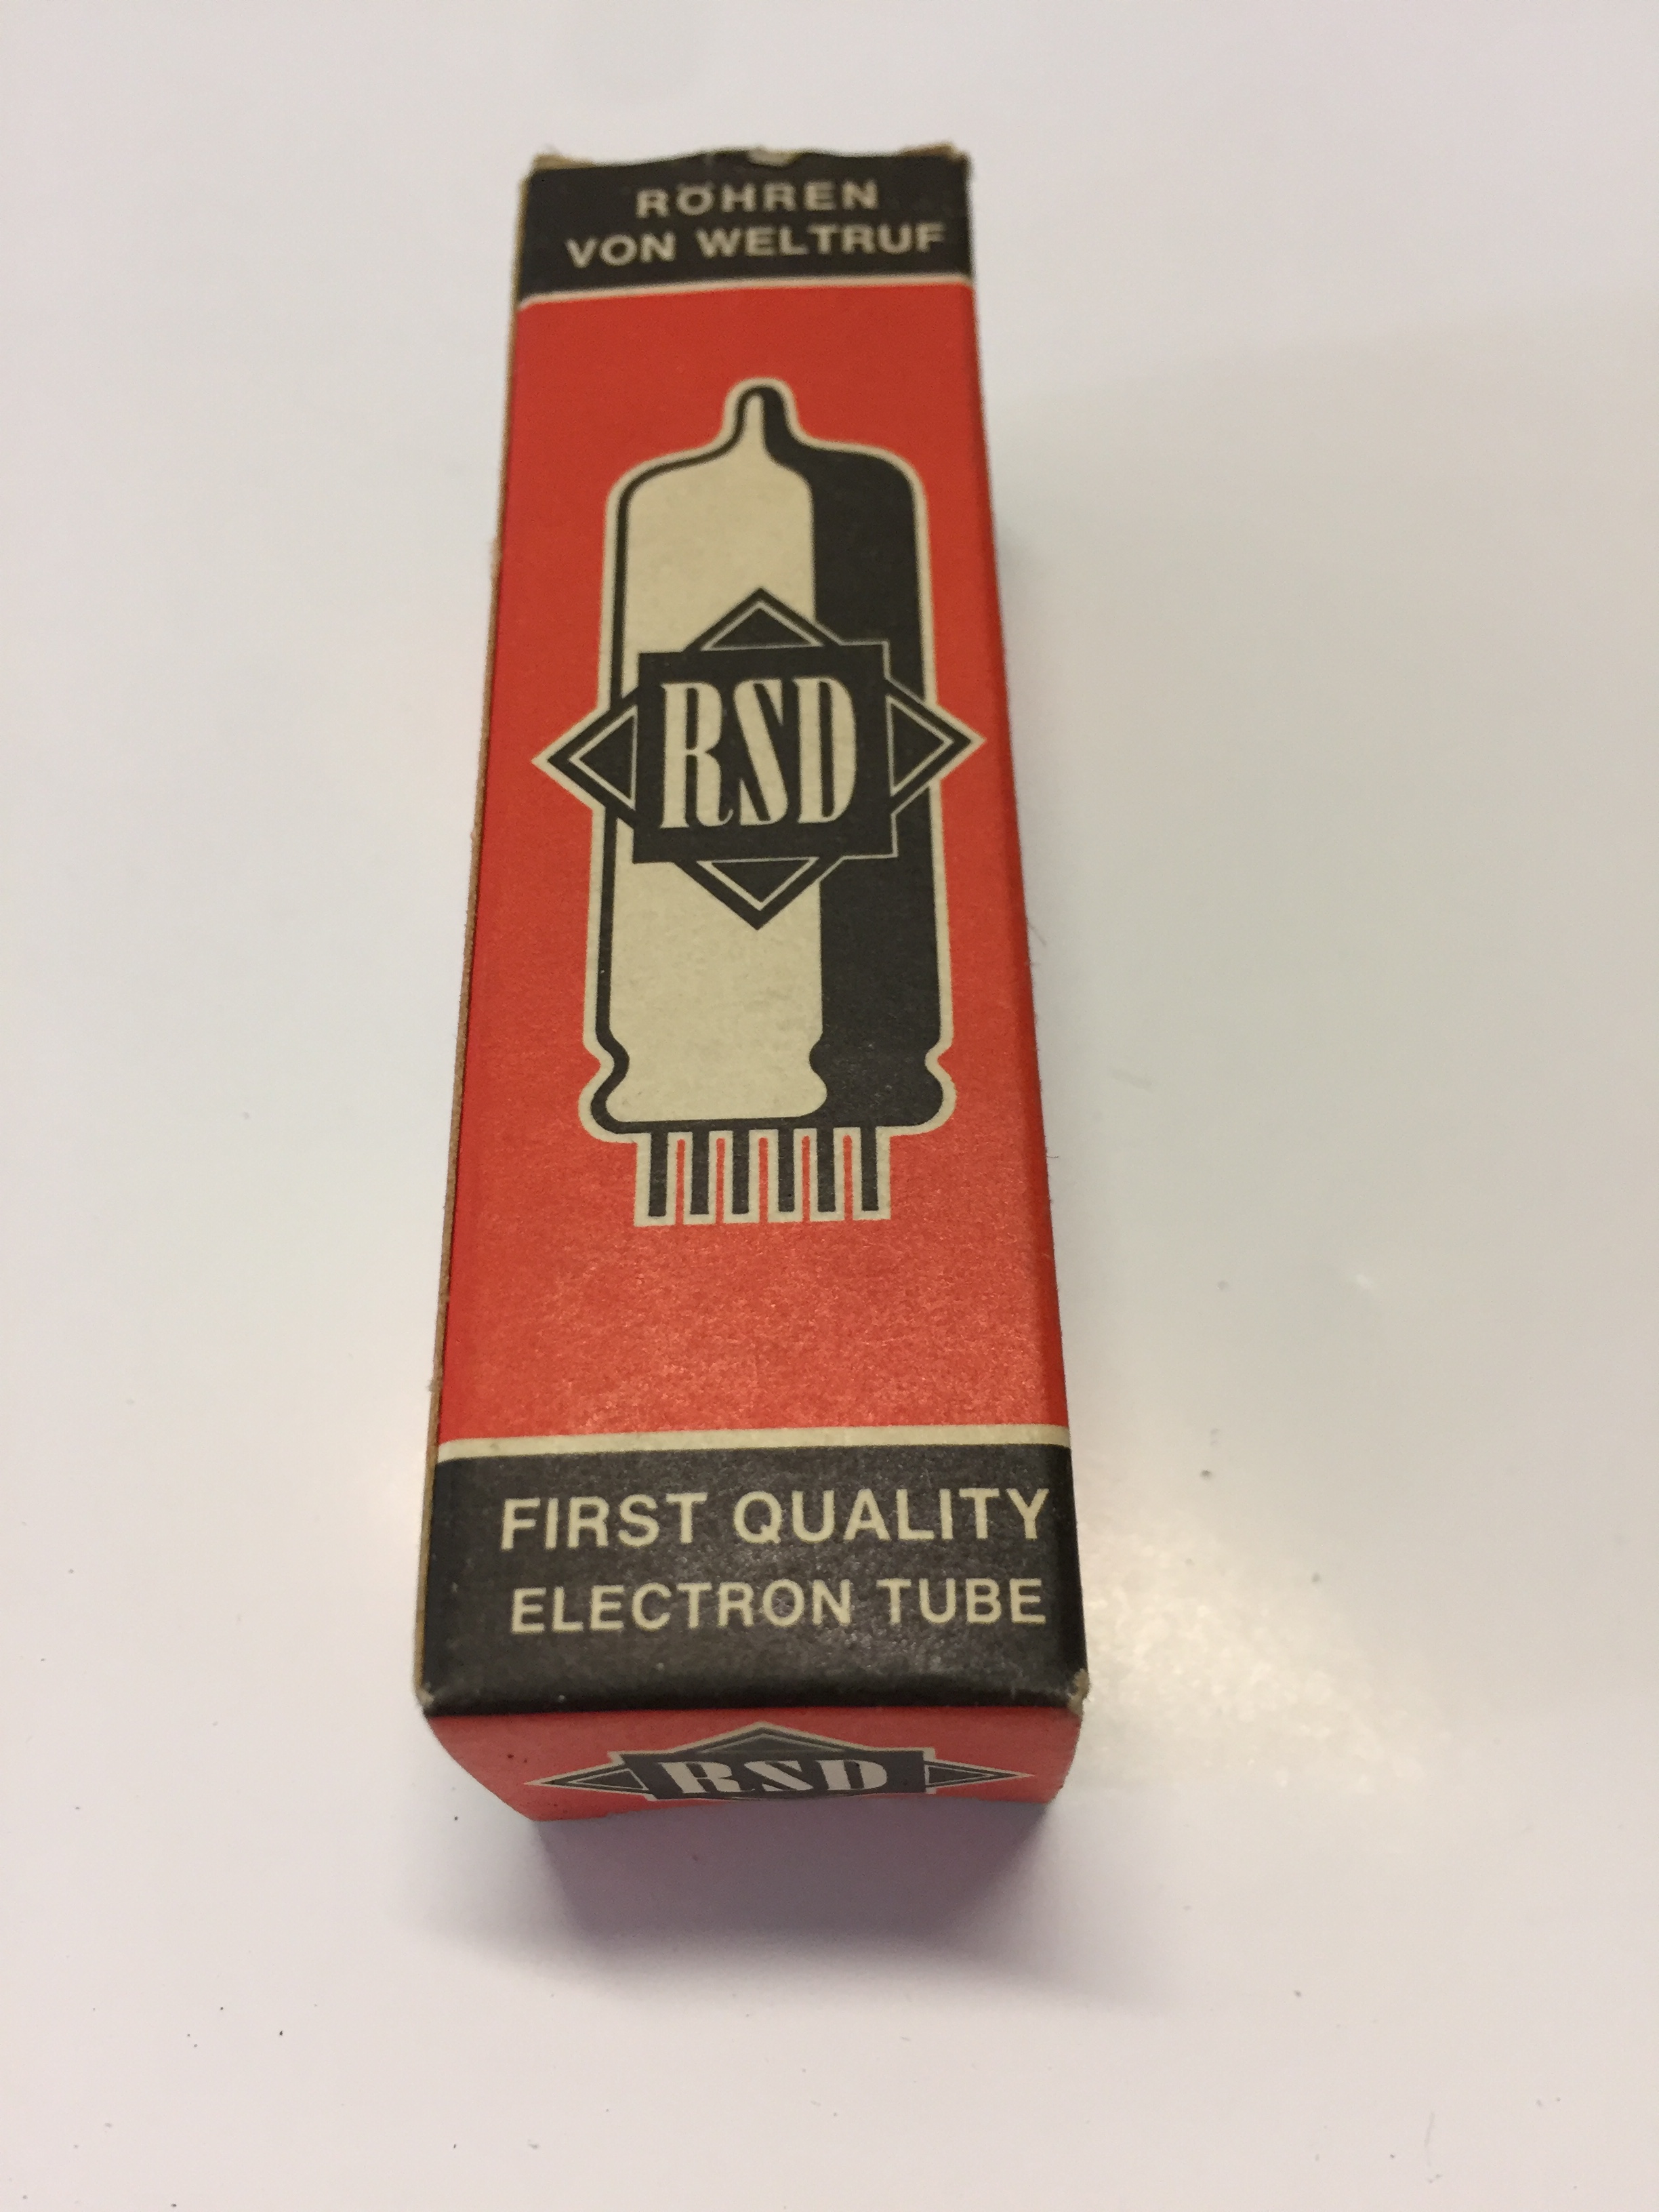 RÖHREN
VON WELTRUF
RSD
FIRST QUALITY
ELECTRON TUBE
RSD